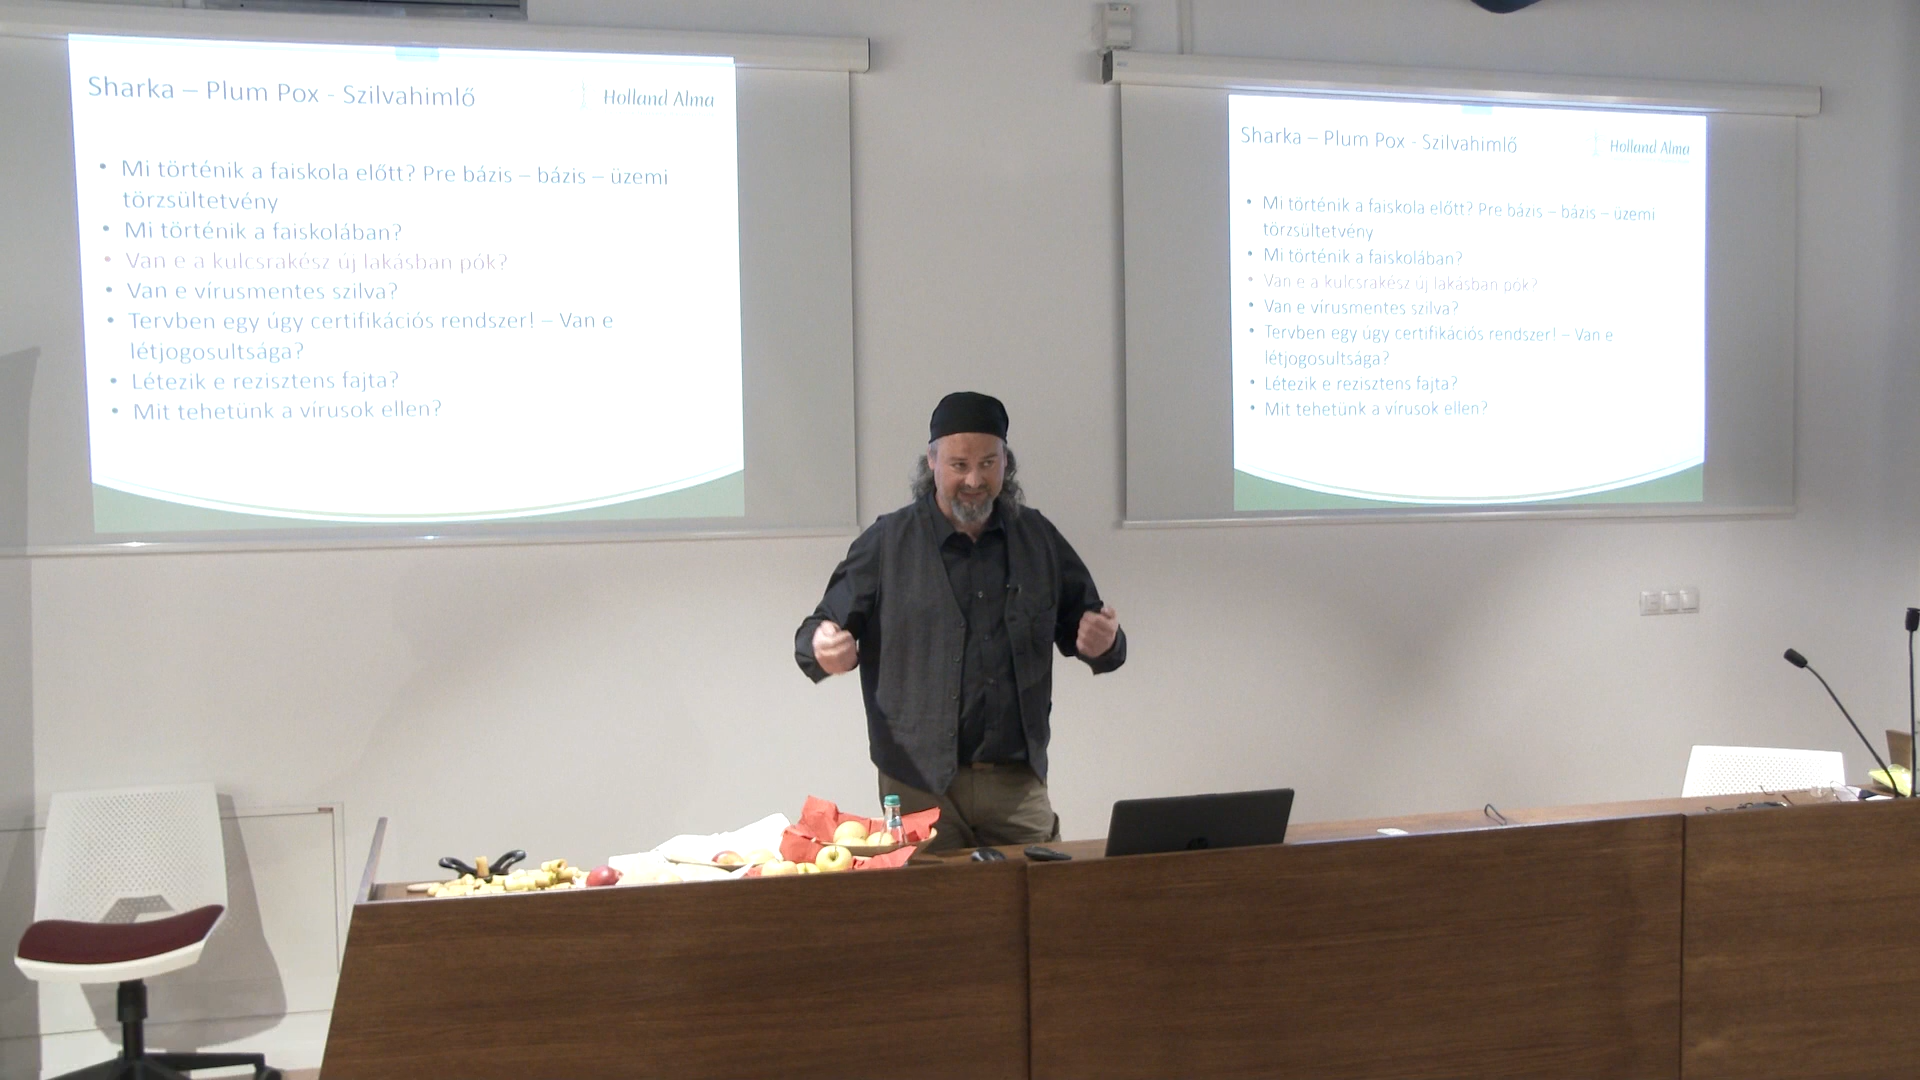 Sharka – Plum Pox - Szilvahimlő
Holland Alma
• Mi történik a faiskola előtt? Pre bázis – bázis – üzemi
törzsültetvény
• Mi történik a faiskolában?
• Van e a kulcsrakész új lakásban pók?
• Van e vírusmentes szilva?
• Tervben egy úgy certifikációs rendszer! – Van e
létjogosultsága?
• Létezik e rezisztens fajta?
• Mit tehetünk a vírusok ellen?
Sharka – Plum Pox - Szilvahimlő
Holland Alma
• Mi történik a faiskola előtt? Pre bázis – bázis – üzemi
törzsültetvény
• Mi történik a faiskolában?
• Van e a kulcsrakész új lakásban pók?
• Van e vírusmentes szilva?
• Tervben egy úgy certifikációs rendszer! – Van e
létjogosultsága?
• Létezik e rezisztens fajta?
• Mit tehetünk a vírusok ellen?